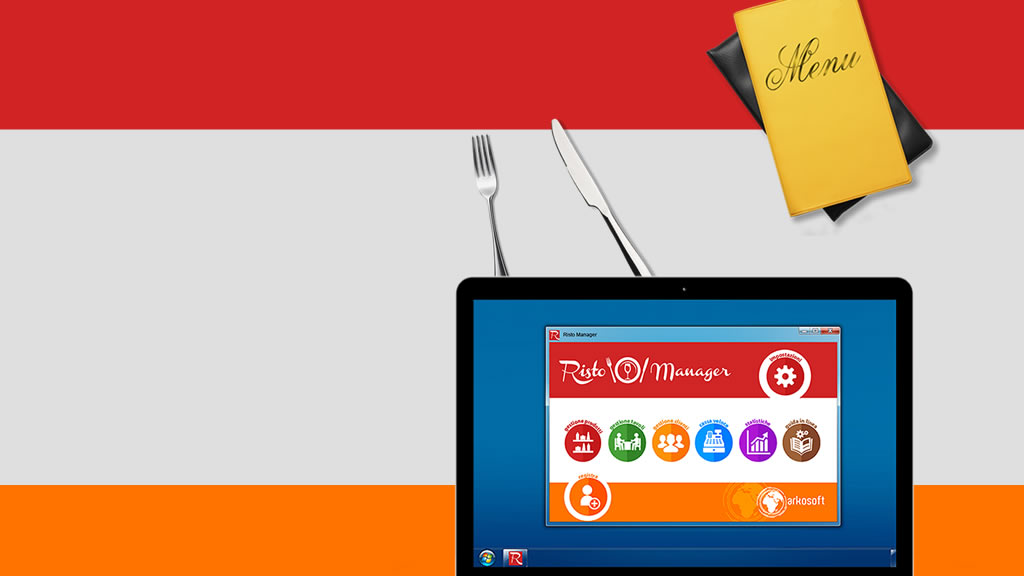 Menu
Risto Manager
Risto Manager
impostazioni
gestione prodotti
gestione tavoli
gestione clienti
cassa veloce
statistiche
guida in linea
registra
arkosoft